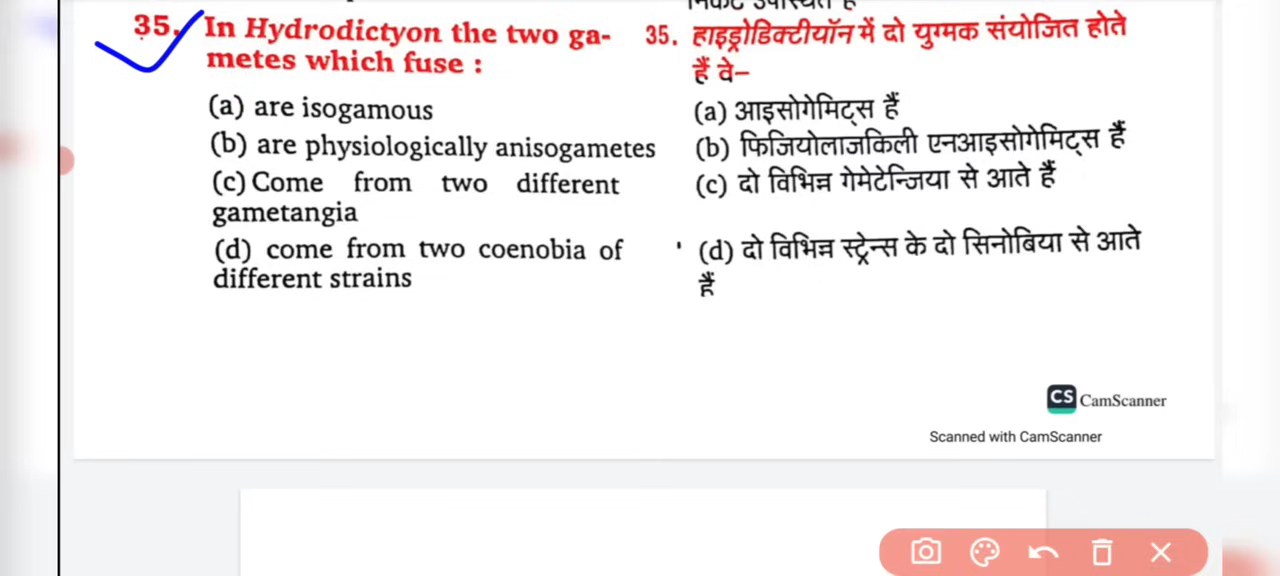 35. In Hydrodictyon the two ga-
metes which fuse :
(a) are isogamous
(b) are physiologically anisogametes
(c) Come from two different
gametangia
(d) come from two coenobia of
different strains
35. हाइड्रोडिक्टीयॉन में दो युग्मक संयोजित होते
हैं वे–
(a) आइसोगेमिट्स हैं
(b) फिजियोलाजकिली एनआइसोगेमिट्स हैं
(c) दो विभिन्न गेमेटेन्जिया से आते हैं
(d) दो विभिन्न स्ट्रेन्स के दो सिनोबिया से आते
हैं
CS CamScanner
Scanned with CamScanner